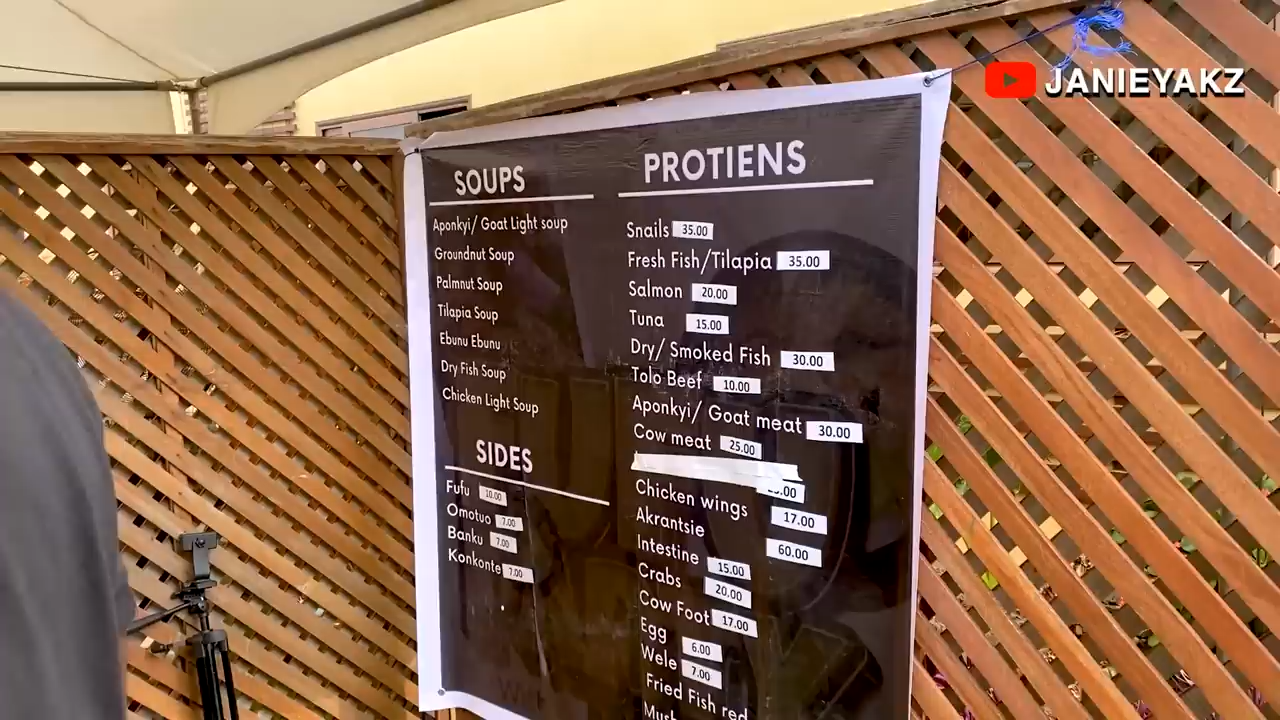 JANIEYAKZ
SOUPS
Aponkyi/ Goat Light soup
Groundnut Soup
Palmnut Soup
Tilapia Soup
Ebunu Ebunu
Dry Fish Soup
Chicken Light Soup
SIDES
Fufu 10.00
Omotuo 7.00
Banku 7.00
Konkonte 7.00
PROTIENS
Snails 35.00
Fresh Fish/Tilapia 35.00
Salmon 20.00
Tuna 15.00
Dry/ Smoked Fish 30.00
Tolo Beef 10.00
Aponkyi/ Goat meat 30.00
Cow meat 25.00
Chicken wings 17.00
Akrantsie 60.00
Intestine 15.00
Crabs 20.00
Cow Foot 17.00
Egg 6.00
Wele 7.00
Fried Fish red